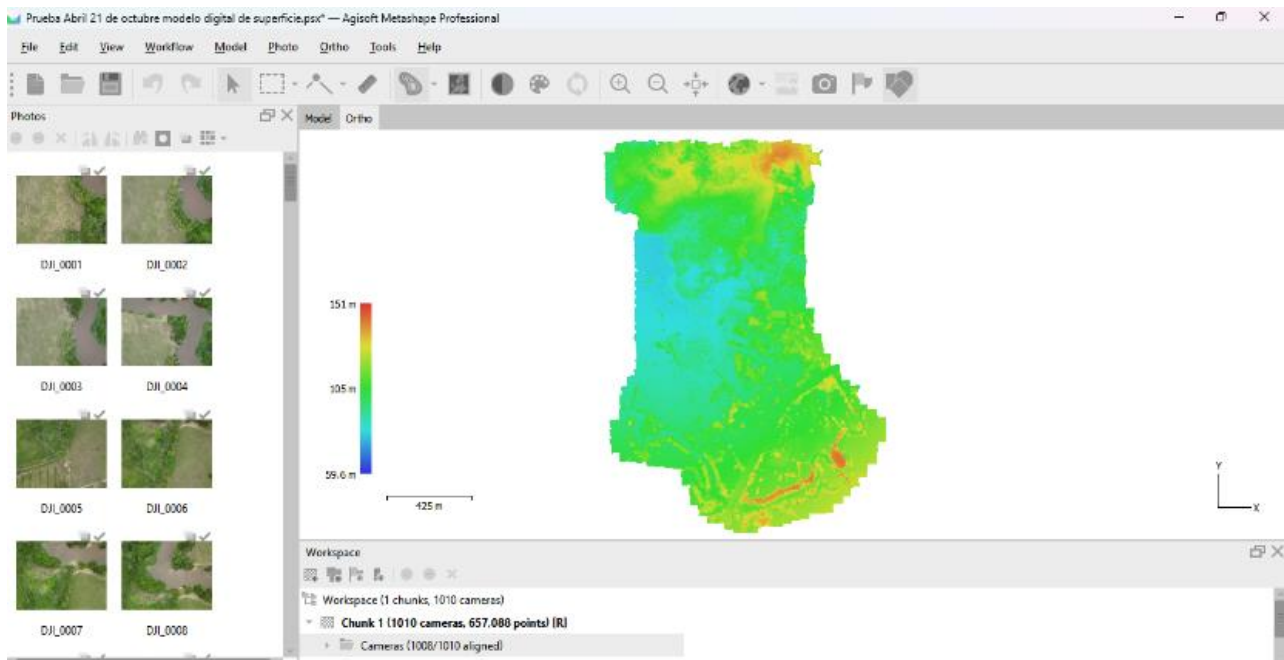 Prueba Abril 21 de octubre modelo digital de superficie.psx* — Agisoft Metashape Professional
File Edit View Workflow Model Photo Ortho Tools Help
Photos
Model Ortho
DJI_0001 DJI_0002
DJI_0003 DJI_0004
DJI_0005 DJI_0006
DJI_0007 DJI_0008
151 m
105 m
59.6 m
425 m
Y
X
Workspace
Workspace (1 chunks, 1010 cameras)
Chunk 1 (1010 cameras, 657.088 points) [R]
Cameras (1008/1010 aligned)